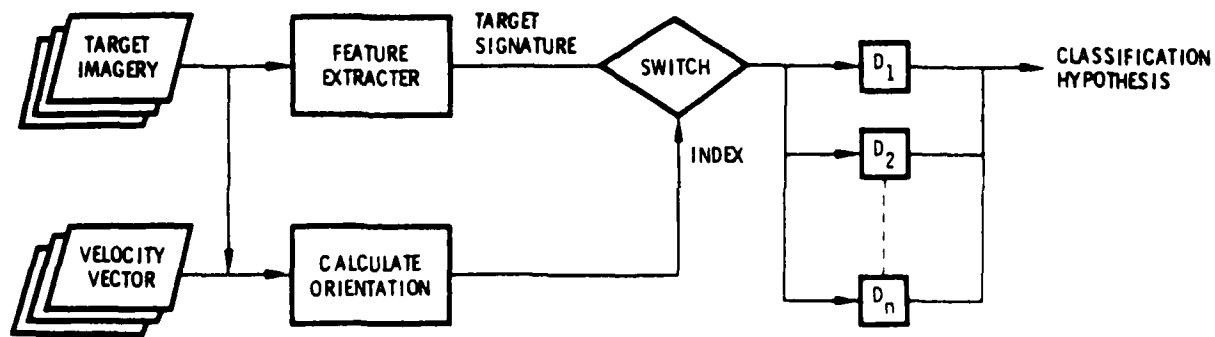 TARGET
IMAGERY
FEATURE
EXTRACTER
TARGET
SIGNATURE
SWITCH
D1
CLASSIFICATION
HYPOTHESIS
INDEX
D2
VELOCITY
VECTOR
CALCULATE
ORIENTATION
Dn